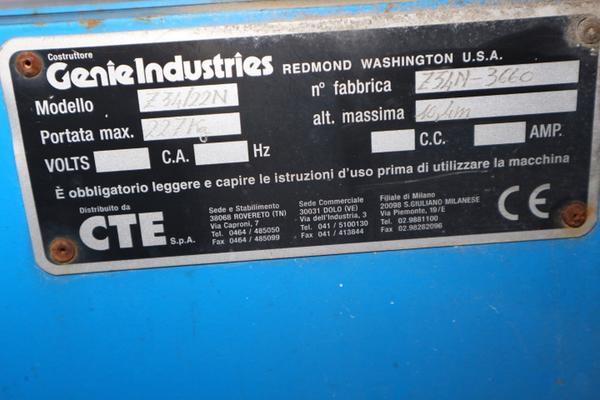 Costruttore
Genie Industries REDMOND WASHINGTON U.S.A.
Modello Z34/22N n° fabbrica Z34N-3660
Portata max. 227Kg alt. massima 10,4m
VOLTS C.A. Hz C.C. AMP.
È obbligatorio leggere e capire le istruzioni d'uso prima di utilizzare la macchina
Distribuito da
CTE S.p.A.
Sede e Stabilimento
38068 ROVERETO (TN)
Via Caproni, 7
Tel. 0464 / 485050
Fax 0464 / 485099
Sede Commerciale
30031 DOLO (VE)
Via dell'Industria, 3
Tel. 041 / 5100130
Fax 041 / 413844
Filiale di Milano
20098 S.GIULIANO MILANESE
Via Piemonte, 19/E
Tel. 02.9881100
Fax 02.98282096
CE